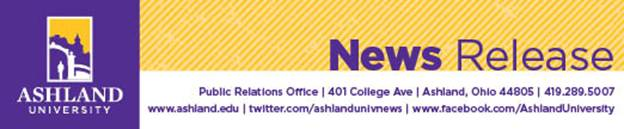 ASHLAND
UNIVERSITY
News Release
Public Relations Office | 401 College Ave | Ashland, Ohio 44805 | 419.289.5007
www.ashland.edu | twitter.com/ashlandunivnews | www.facebook.com/AshlandUniversity